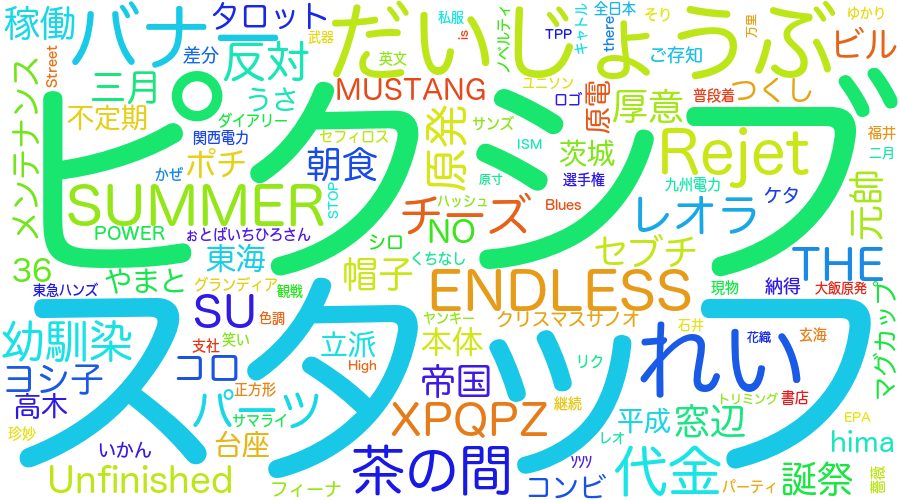 稼働
バナー
タロット
だいじょうぶ
私服
全日本
そり
ゆかり
武器
is
ノベルティ
TPP
キャトル
there
万里
Street
差分
反対
英文
ご存知
ビル
三月
うさ
MUSTANG
ユニソン
ロゴ
原電
普段着
つくし
メンテナンス
不定期
ダイアリー
関西電力
セフィロス
原発
サンズ
厚意
福井
ピクシブ
ISM
茨城
Rejet
二月
かぜ
ポチ
朝食
STOP
原寸
選手権
九州電力
ケタ
元帥
SUMMER
ハッシュ
Blues
チーズ
レオラ
POWER
ぉとばいちひろさん
シロ
NO
くちなし
セブチ
THE
36
やまと
東海
帽子
ENDLESS
現物
納得
大飯原発
東急ハンズ
グランディア
観戦
SU
色調
ヤンキー
クリスマスサノオ
石井
マグカップ
幼馴染
支社
笑い
立派
本体
れいプ
花織
玄海
スタッフ
ヨシ子
コロ
High
帝国
リク
正方形
高木
パーツ
サマライ
XPQPZ
継続
平成
窓辺
トリミング
書店
EPA
珍妙
いかん
台座
レオ
hima
茶の間
ソソソ
代金
Unfinished
フィーナ
コンビ
パーティ
誕祭
薔薇